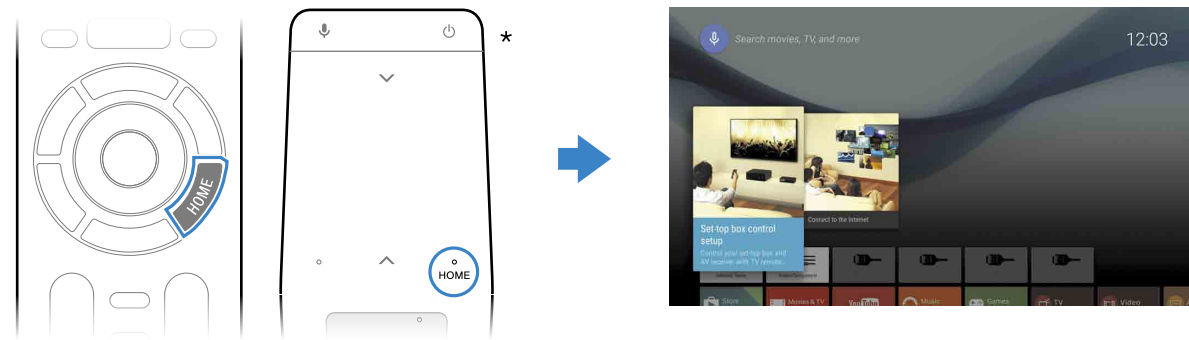 HOME
*
HOME
Search movies, TV, and more
12:03
Set-top box control
setup
Control your set-top box and
AV receiver with TV remote...
Connect to the Internet
Store
Movies & TV
YouTube
Music
Games
TV
Video